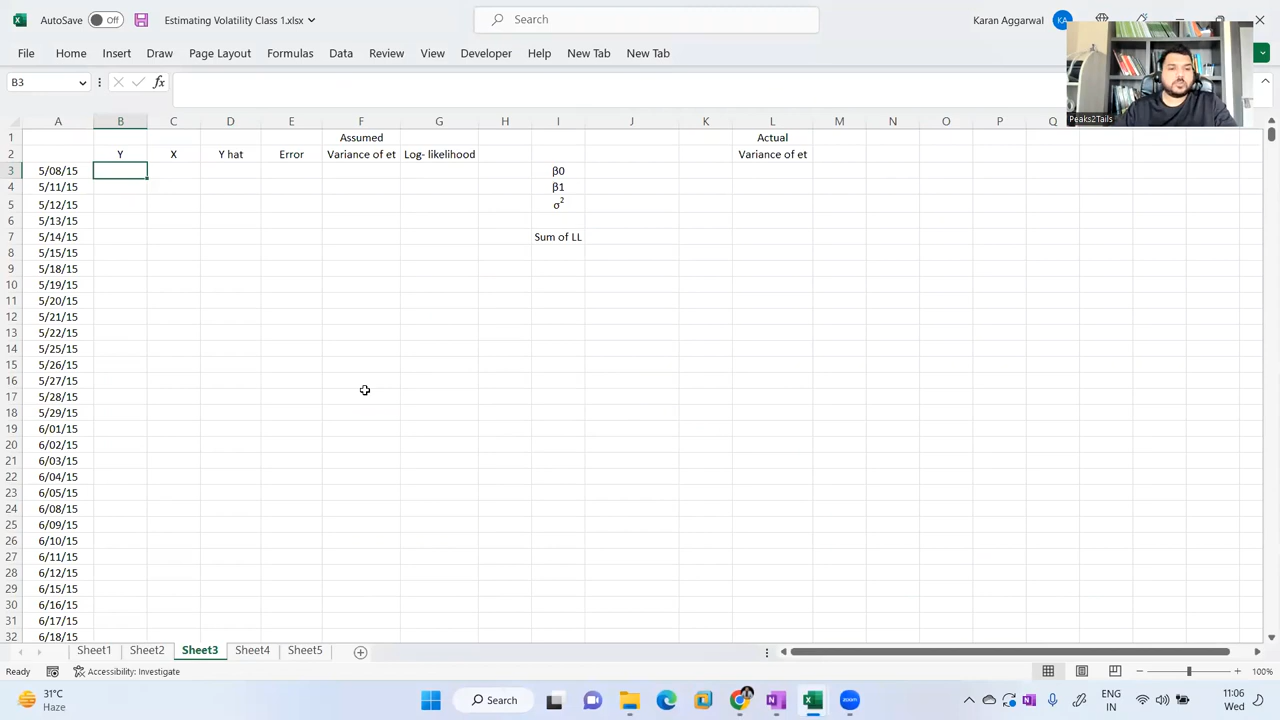 AutoSave Off Estimating Volatility Class 1.xlsx Search Karan Aggarwal KA
File Home Insert Draw Page Layout Formulas Data Review View Developer Help New Tab New Tab
B3 fx
Peaks2Tails
A B C D E F G H I J K L M N O P Q
1 Assumed Actual
2 Y X Y hat Error Variance of et Log- likelihood Variance of et
3 5/08/15 β0
4 5/11/15 β1
5 5/12/15 σ²
6 5/13/15
7 5/14/15 Sum of LL
8 5/15/15
9 5/18/15
10 5/19/15
11 5/20/15
12 5/21/15
13 5/22/15
14 5/25/15
15 5/26/15
16 5/27/15
17 5/28/15
18 5/29/15
19 6/01/15
20 6/02/15
21 6/03/15
22 6/04/15
23 6/05/15
24 6/08/15
25 6/09/15
26 6/10/15
27 6/11/15
28 6/12/15
29 6/15/15
30 6/16/15
31 6/17/15
32 6/18/15
Sheet1 Sheet2 Sheet3 Sheet4 Sheet5
Ready Accessibility: Investigate 100%
31°C
Haze
Search
zoom
ENG
IN
11:06
Wed